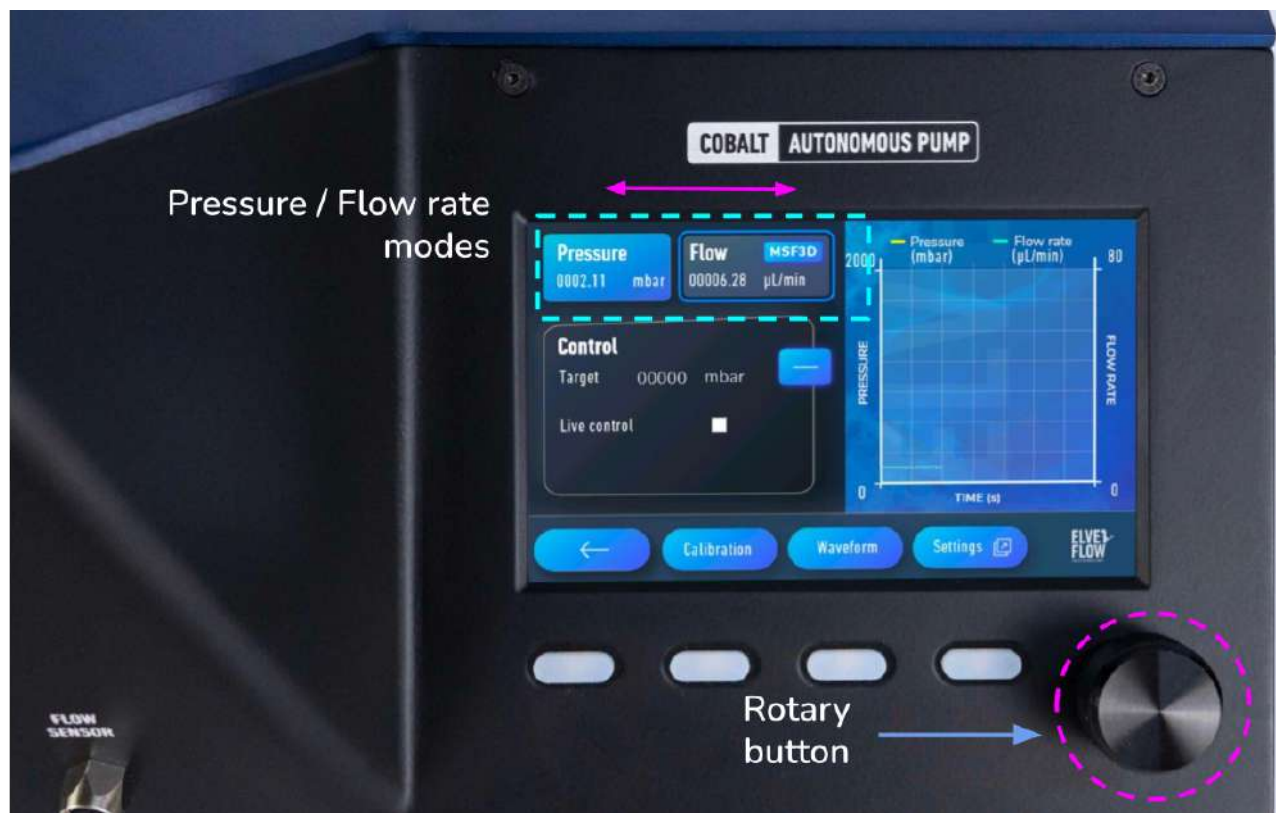 COBALT AUTONOMOUS PUMP
Pressure / Flow rate
modes
Pressure
0002.11 mbar
Flow MSF3D
00006.28 µL/min
Control
Target 00000 mbar
Live control
Pressure
(mbar)
Flow rate
(µL/min)
2000
80
PRESSURE
FLOW RATE
0
TIME (s)
0
←
Calibration
Waveform
Settings
ELVE
FLOW
Rotary
button
FLOW
SENSOR